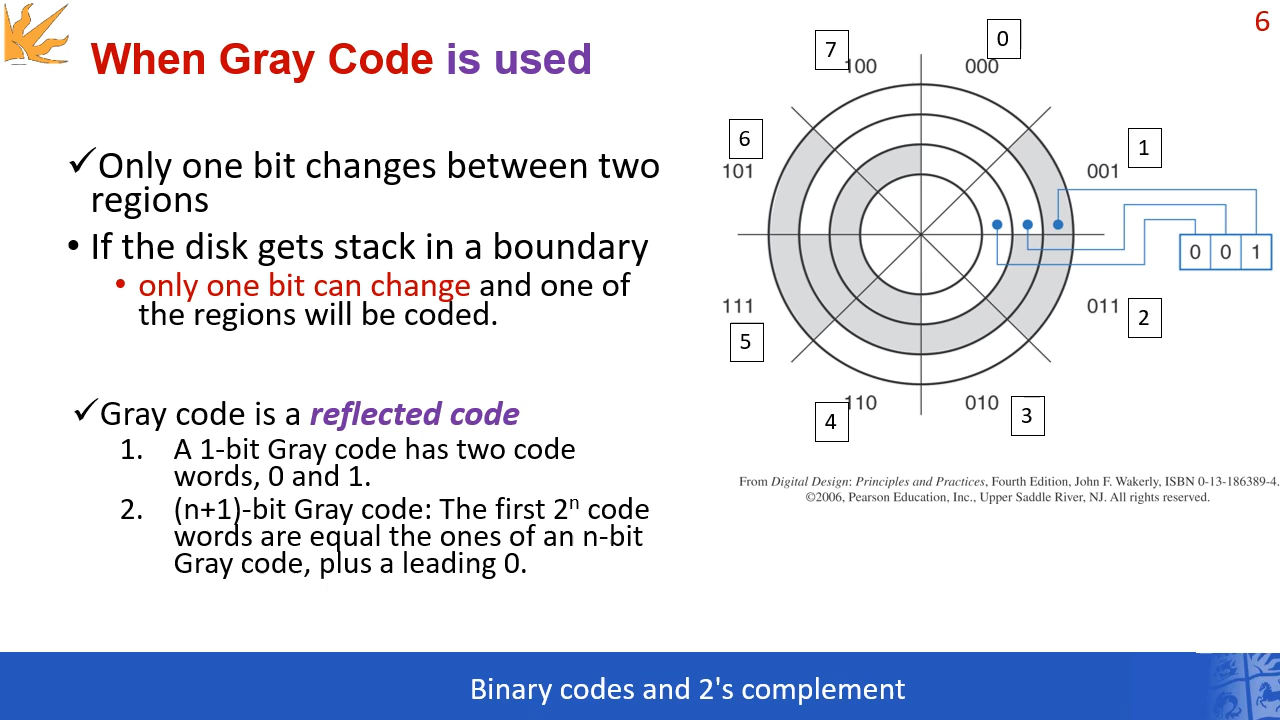 6
When Gray Code is used
✓Only one bit changes between two
regions
• If the disk gets stack in a boundary
• only one bit can change and one of
the regions will be coded.
✓Gray code is a reflected code
1. A 1-bit Gray code has two code
words, 0 and 1.
2. (n+1)-bit Gray code: The first 2ⁿ code
words are equal the ones of an n-bit
Gray code, plus a leading 0.
7
100
0
000
6
101
1
001
0 0 1
111
5
011
2
4
110
010
3
From Digital Design: Principles and Practices, Fourth Edition, John F. Wakerly, ISBN 0-13-186389-4.
©2006, Pearson Education, Inc., Upper Saddle River, NJ. All rights reserved.
Binary codes and 2's complement